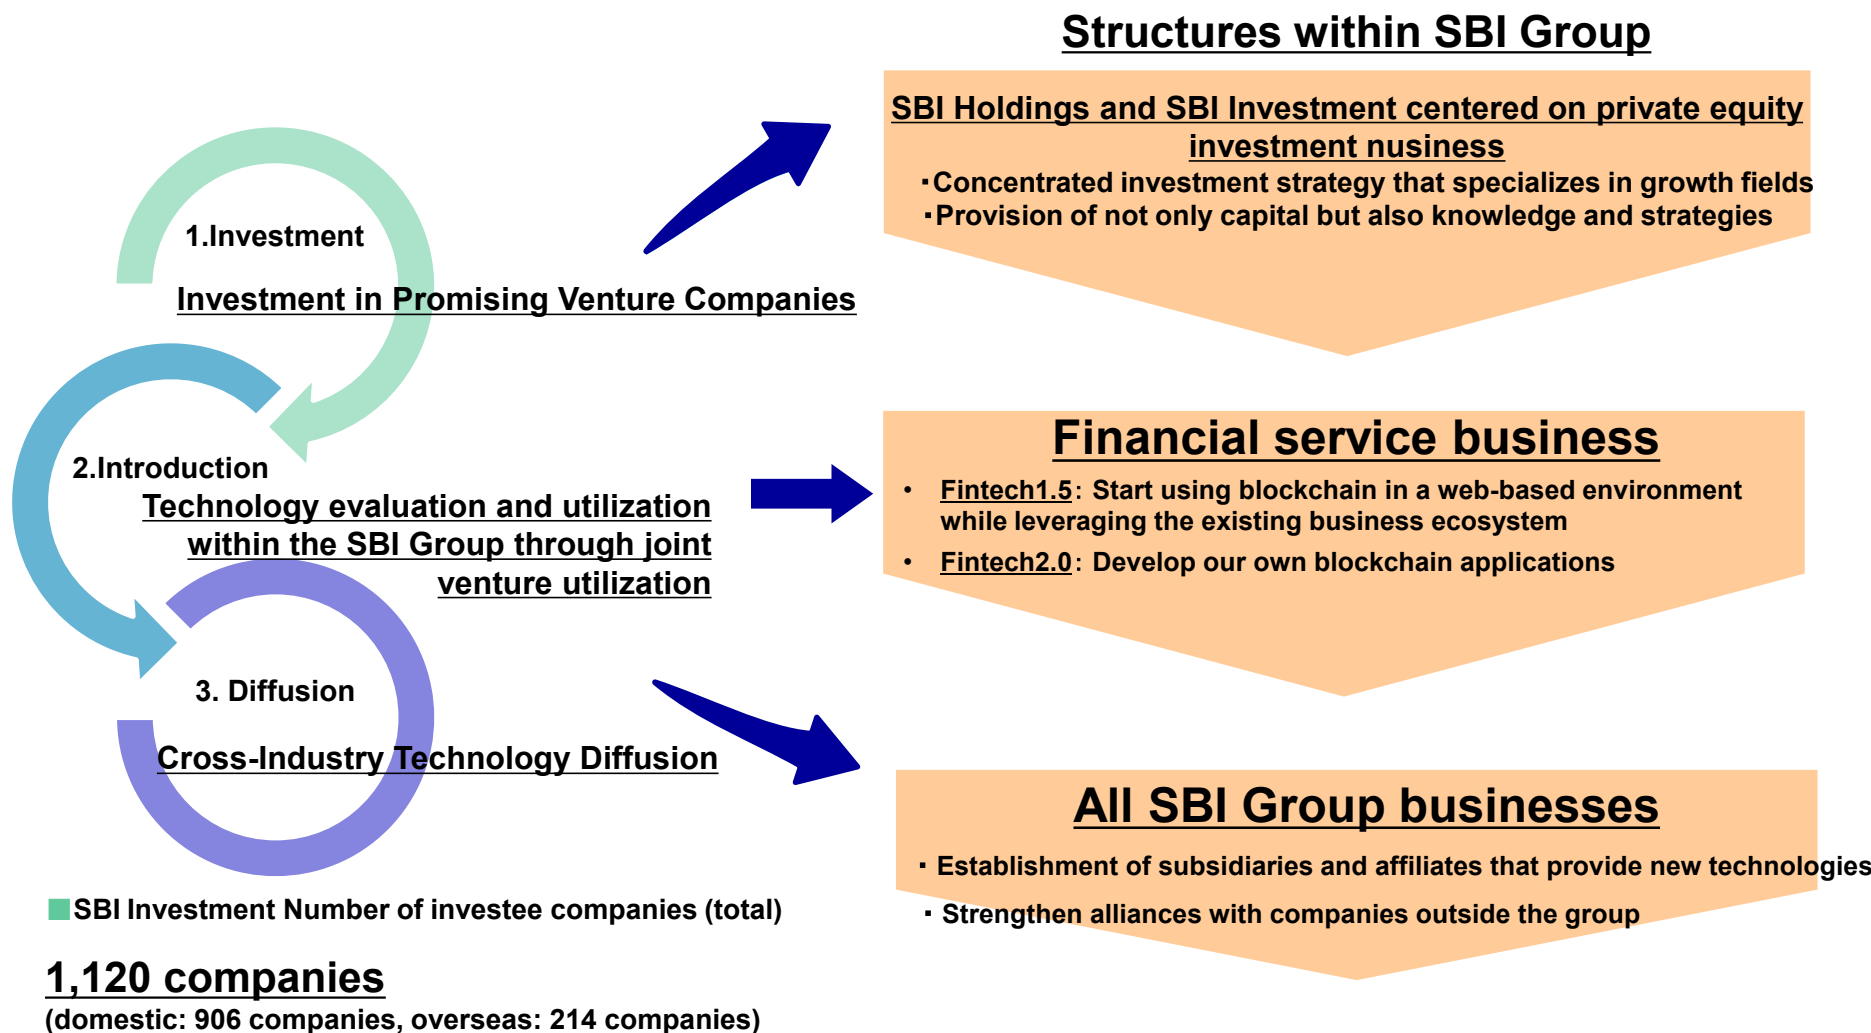 Structures within SBI Group
SBI Holdings and SBI Investment centered on private equity
investment nusiness
・Concentrated investment strategy that specializes in growth fields
・Provision of not only capital but also knowledge and strategies
1.Investment
Investment in Promising Venture Companies
2.Introduction
Technology evaluation and utilization
within the SBI Group through joint
venture utilization
Financial service business
• Fintech1.5: Start using blockchain in a web-based environment
while leveraging the existing business ecosystem
• Fintech2.0: Develop our own blockchain applications
3. Diffusion
Cross-Industry Technology Diffusion
All SBI Group businesses
・Establishment of subsidiaries and affiliates that provide new technologies
・Strengthen alliances with companies outside the group
■SBI Investment Number of investee companies (total)
1,120 companies
(domestic: 906 companies, overseas: 214 companies)